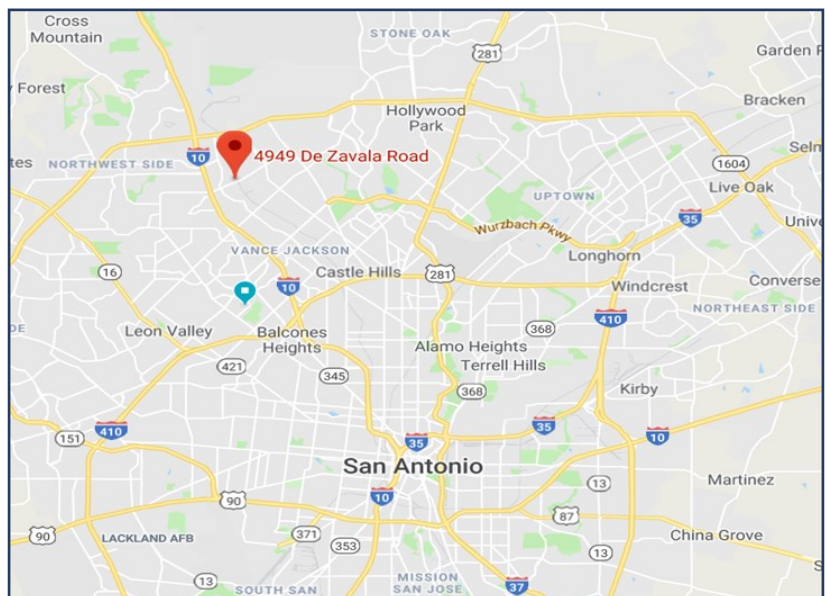 Cross
Mountain
STONE OAK
281
Garden
Forest
Hollywood
Park
Bracken
10
4949 De Zavala Road
Selm
tes
NORTHWEST SIDE
1604
Live Oak
UPTOWN
35
Wurzbach Pkwy
Unive
VANCE JACKSON
Longhorn
16
Castle Hills
281
10
Windcrest
Converse
NORTHEAST SIDE
DE
Leon Valley
Balcones
Heights
368
410
Alamo Heights
Terrell Hills
421
345
368
Kirby
151
410
35
35
10
San Antonio
10
13
Martinez
90
87
90
LACKLAND AFB
371
353
13
China Grove
13
SOUTH SAN
MISSION
SAN JOSE
37
S